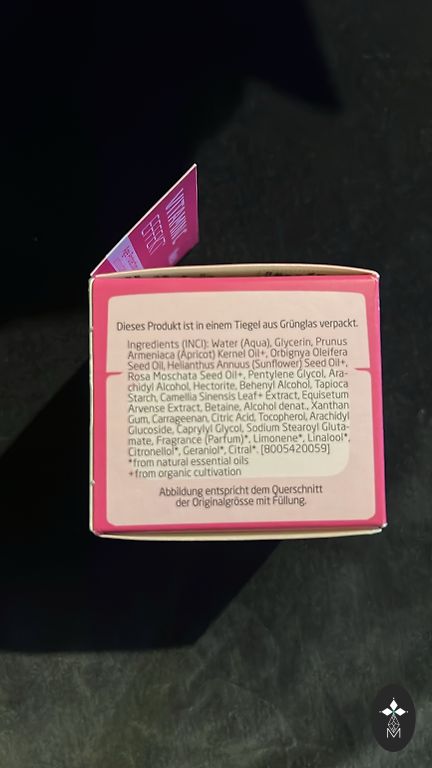 VITAMIN C
EFFEKT
Dieses Produkt ist in einem Tiegel aus Grünglas verpackt.
Ingredients (INCI): Water (Aqua), Glycerin, Prunus
Armeniaca (Apricot) Kernel Oil+, Orbignya Oleifera
Seed Oil, Helianthus Annuus (Sunflower) Seed Oil+,
Rosa Moschata Seed Oil+, Pentylene Glycol, Ara-
chidyl Alcohol, Hectorite, Behenyl Alcohol, Tapioca
Starch, Camellia Sinensis Leaf+ Extract, Equisetum
Arvense Extract, Betaine, Alcohol denat., Xanthan
Gum, Carrageenan, Citric Acid, Tocopherol, Arachidyl
Glucoside, Caprylyl Glycol, Sodium Stearoyl Gluta-
mate, Fragrance (Parfum)*, Limonene*, Linalool*,
Citronellol*, Geraniol*, Citral*. [8005420059]
*from natural essential oils
+from organic cultivation
Abbildung entspricht dem Querschnitt
der Originalgrösse mit Füllung.